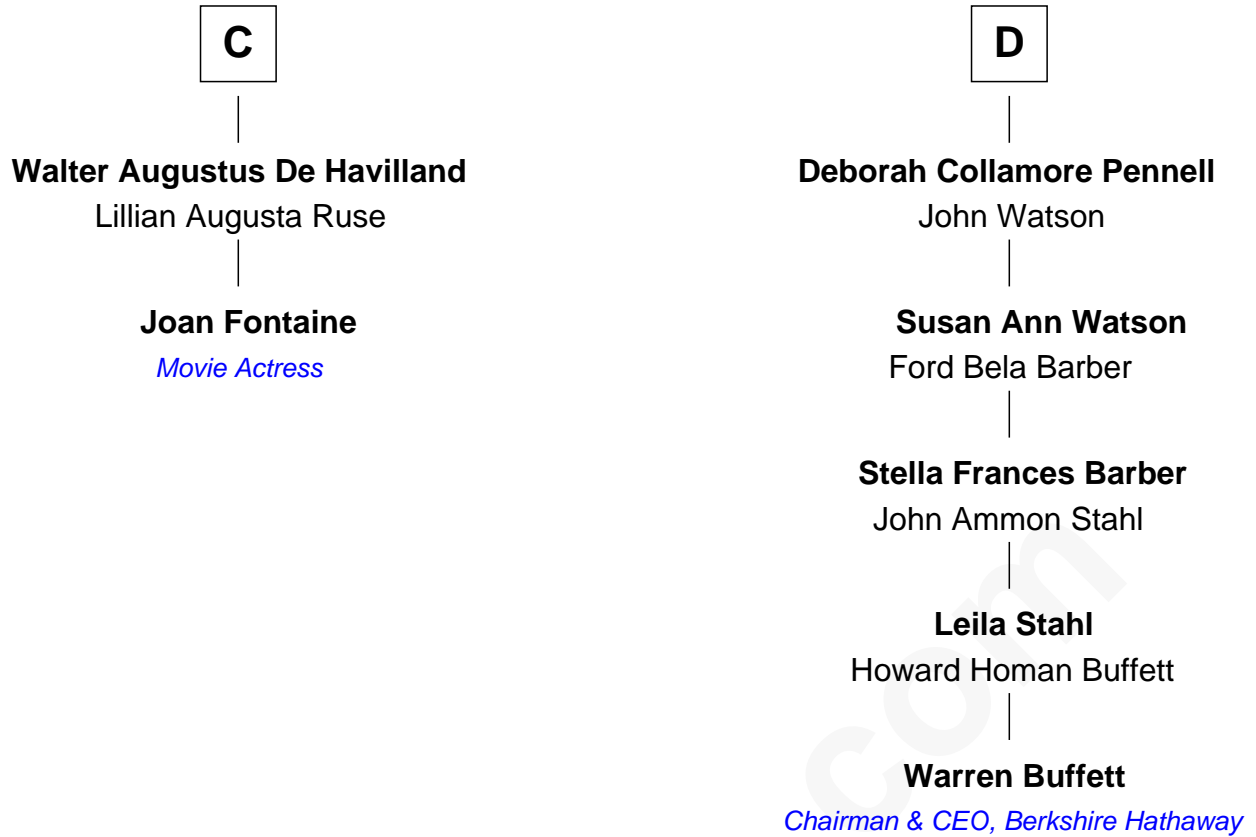 C
Walter Augustus De Havilland
Lillian Augusta Ruse
Joan Fontaine
Movie Actress
D
Deborah Collamore Pennell
John Watson
Susan Ann Watson
Ford Bela Barber
Stella Frances Barber
John Ammon Stahl
Leila Stahl
Howard Homan Buffett
Warren Buffett
Chairman & CEO, Berkshire Hathaway
com